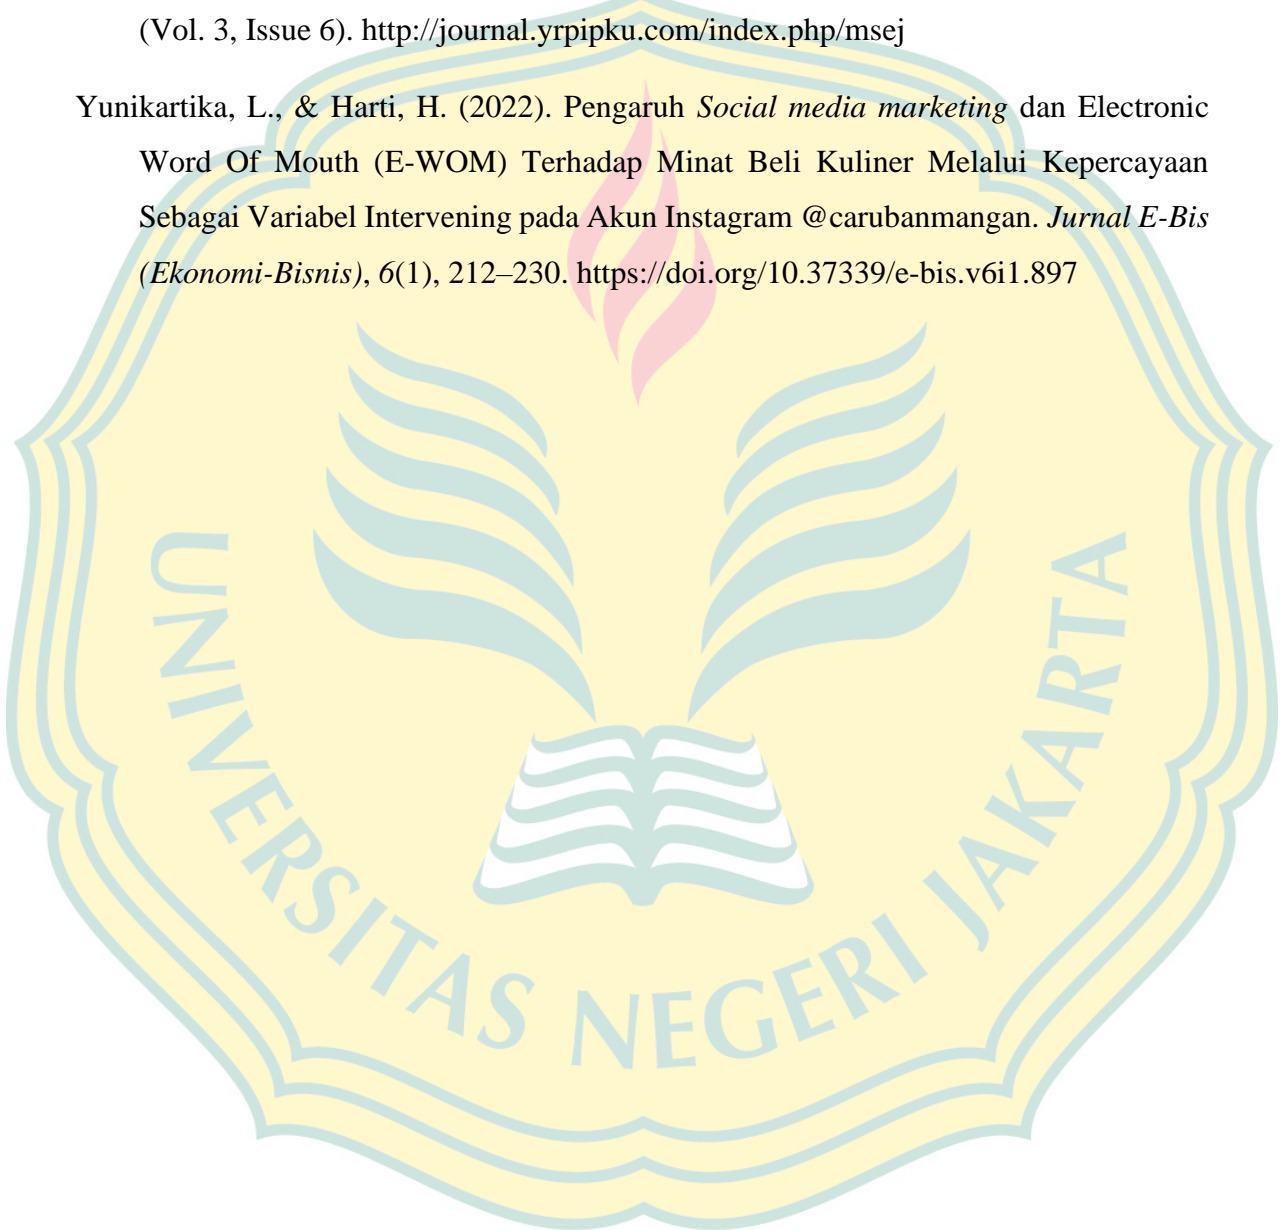 (Vol. 3, Issue 6). http://journal.yrpipku.com/index.php/msej
Yunikartika, L., & Harti, H. (2022). Pengaruh Social media marketing dan Electronic
Word Of Mouth (E-WOM) Terhadap Minat Beli Kuliner Melalui Kepercayaan
Sebagai Variabel Intervening pada Akun Instagram @carubanmangan. Jurnal E-Bis
(Ekonomi-Bisnis), 6(1), 212–230. https://doi.org/10.37339/e-bis.v6i1.897
UNIVERSITAS NEGERI JAKARTA